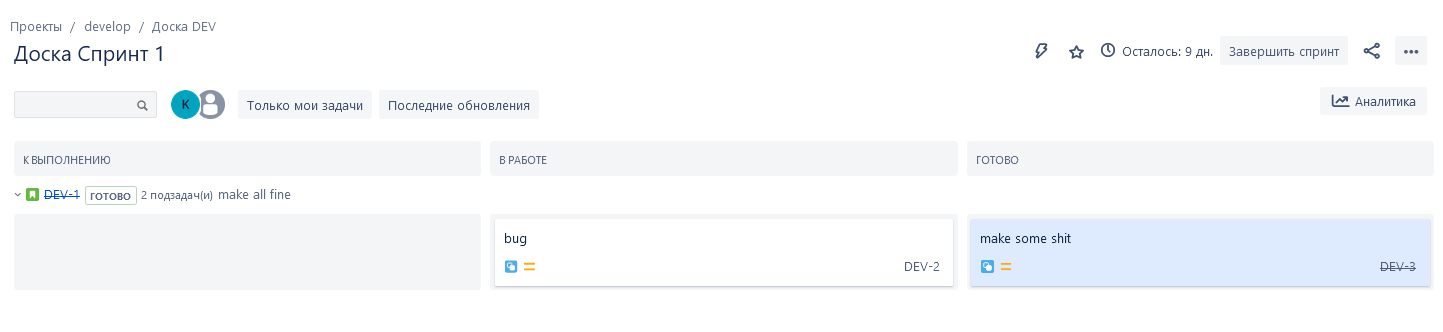 Проекты / develop / Доска DEV
Доска Спринт 1
Осталось: 9 дн. Завершить спринт
K Только мои задачи Последние обновления
Аналитика
К ВЫПОЛНЕНИЮ В РАБОТЕ ГОТОВО
DEV-1 ГОТОВО 2 подзадач(и) make all fine
bug make some shit
DEV-2 DEV-3